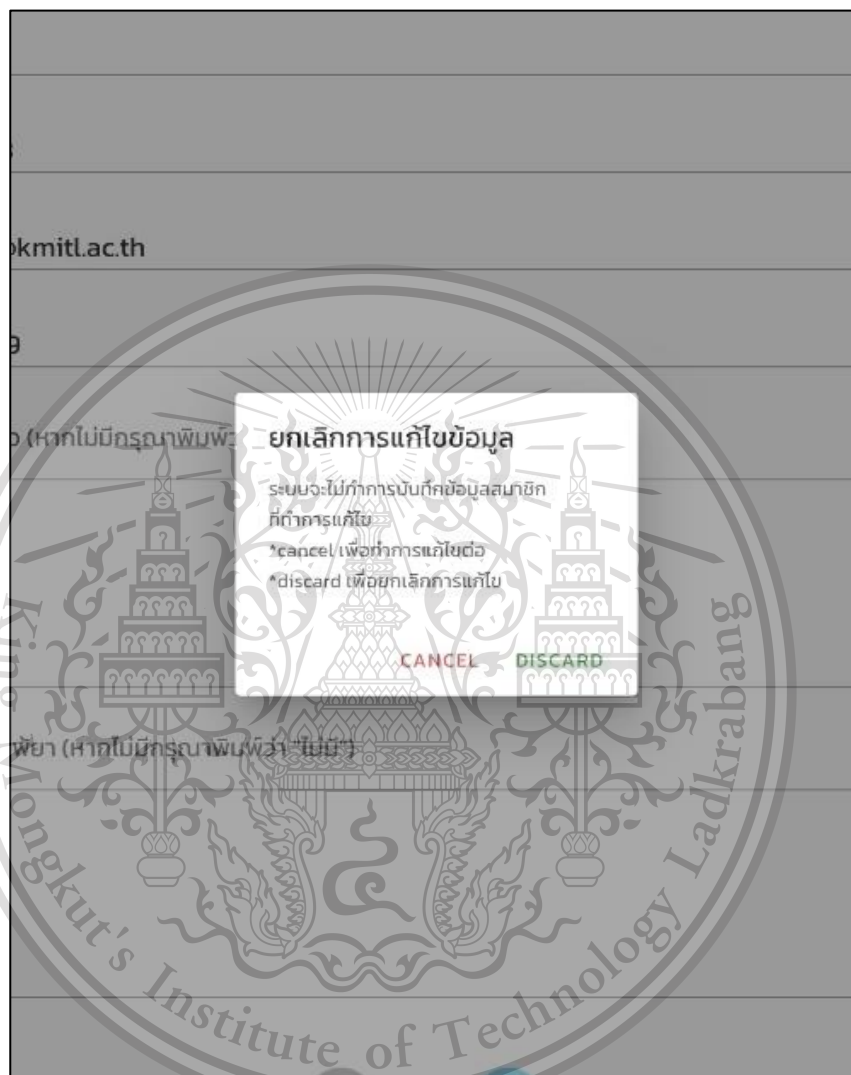 kmitl.ac.th
9
(หากไม่มีกรุณาพิมพ์ว
ยกเลิกการแก้ไขข้อมูล
ระบบจะไม่ทำการบันทึกข้อมูลสมาชิก
ที่ทำการแก้ไข
*cancel เพื่อทำการแก้ไขต่อ
*discard เพื่อยกเลิกการแก้ไข
CANCEL DISCARD
พ้ยา (หากไม่มีกรุณาพิมพ์ว่า "ไม่มี")
King Mongkut's Institute of Technology Ladkrabang